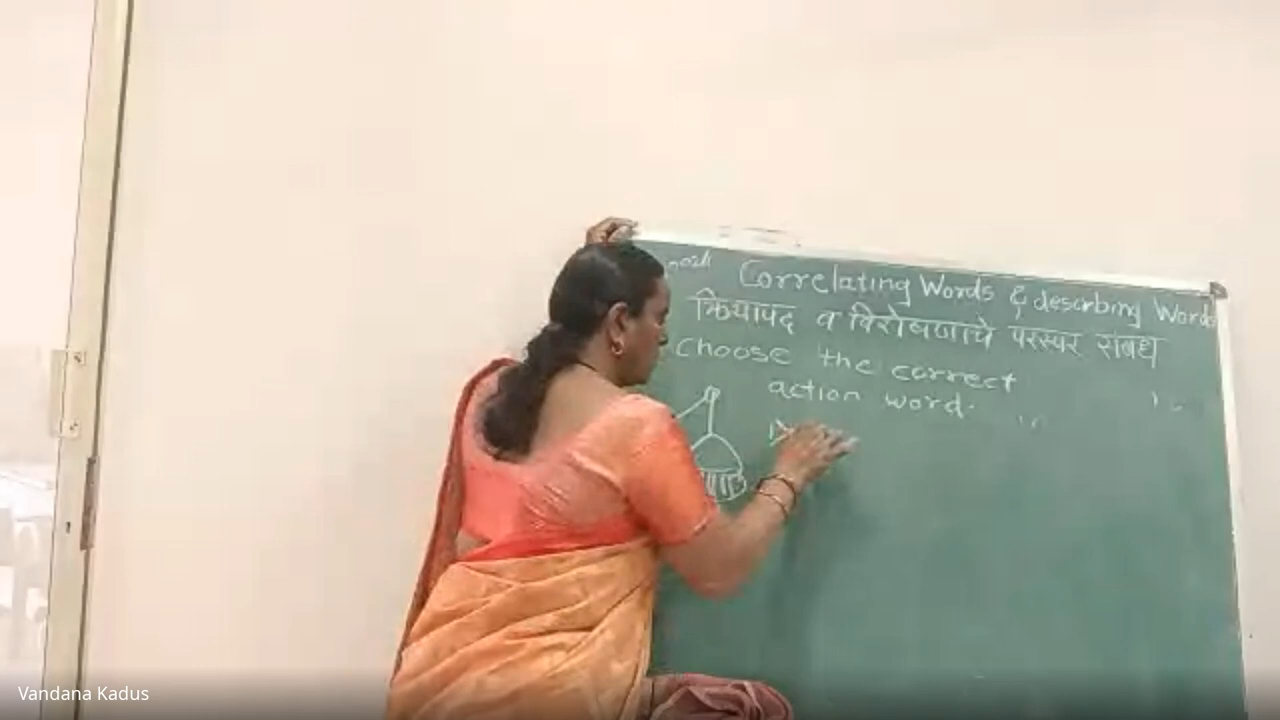 Correlating Words & describing Words
क्रियापद व विशेषणाचे परस्पर संबंध
choose the correct
action word.
Vandana Kadus